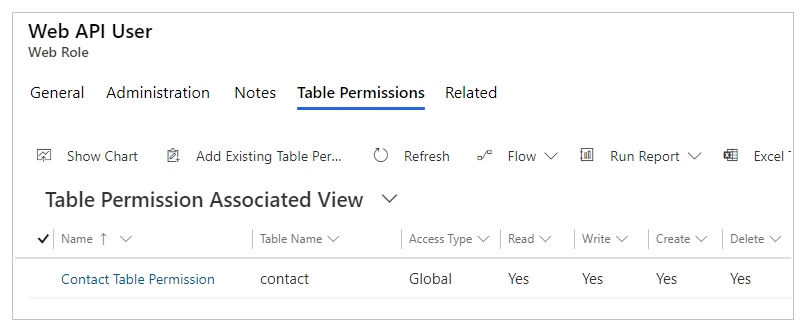 Web API User
Web Role
General Administration Notes Table Permissions Related
Show Chart Add Existing Table Per... Refresh Flow Run Report Excel T
Table Permission Associated View
Name ↑ Table Name Access Type Read Write Create Delete
Contact Table Permission contact Global Yes Yes Yes Yes